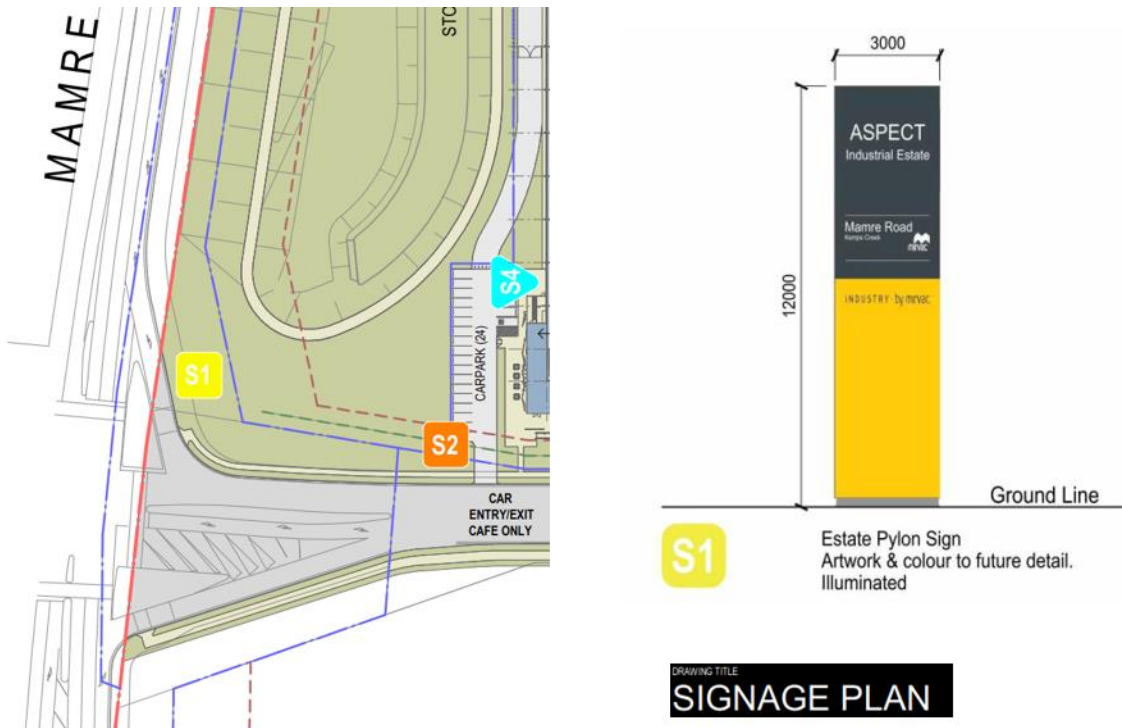 MAMRE
STO
S1
S4
CARPARK (24)
S2
CAR
ENTRY/EXIT
CAFE ONLY
3000
12000
ASPECT
Industrial Estate
Mamre Road
Kemps Creek
mirvac
INDUSTRY by mirvac
Ground Line
S1
Estate Pylon Sign
Artwork & colour to future detail.
Illuminated
DRAWING TITLE
SIGNAGE PLAN